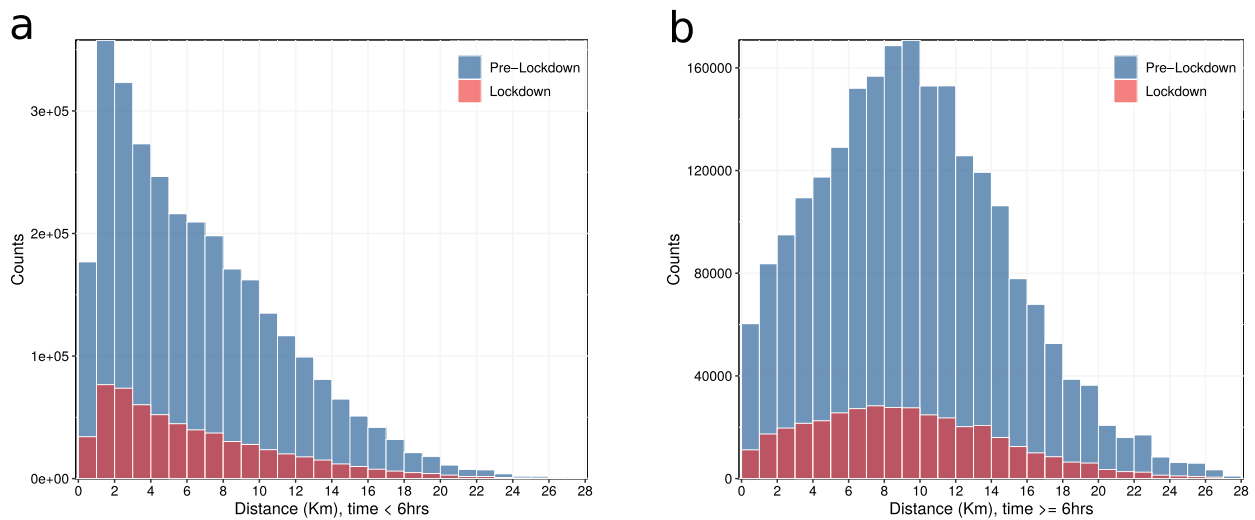 a
Counts
3e+05
2e+05
1e+05
0e+00
Pre−Lockdown
Lockdown
0 2 4 6 8 10 12 14 16 18 20 22 24 26 28
Distance (Km), time < 6hrs
b
Counts
160000
120000
80000
40000
0
Pre−Lockdown
Lockdown
0 2 4 6 8 10 12 14 16 18 20 22 24 26 28
Distance (Km), time >= 6hrs